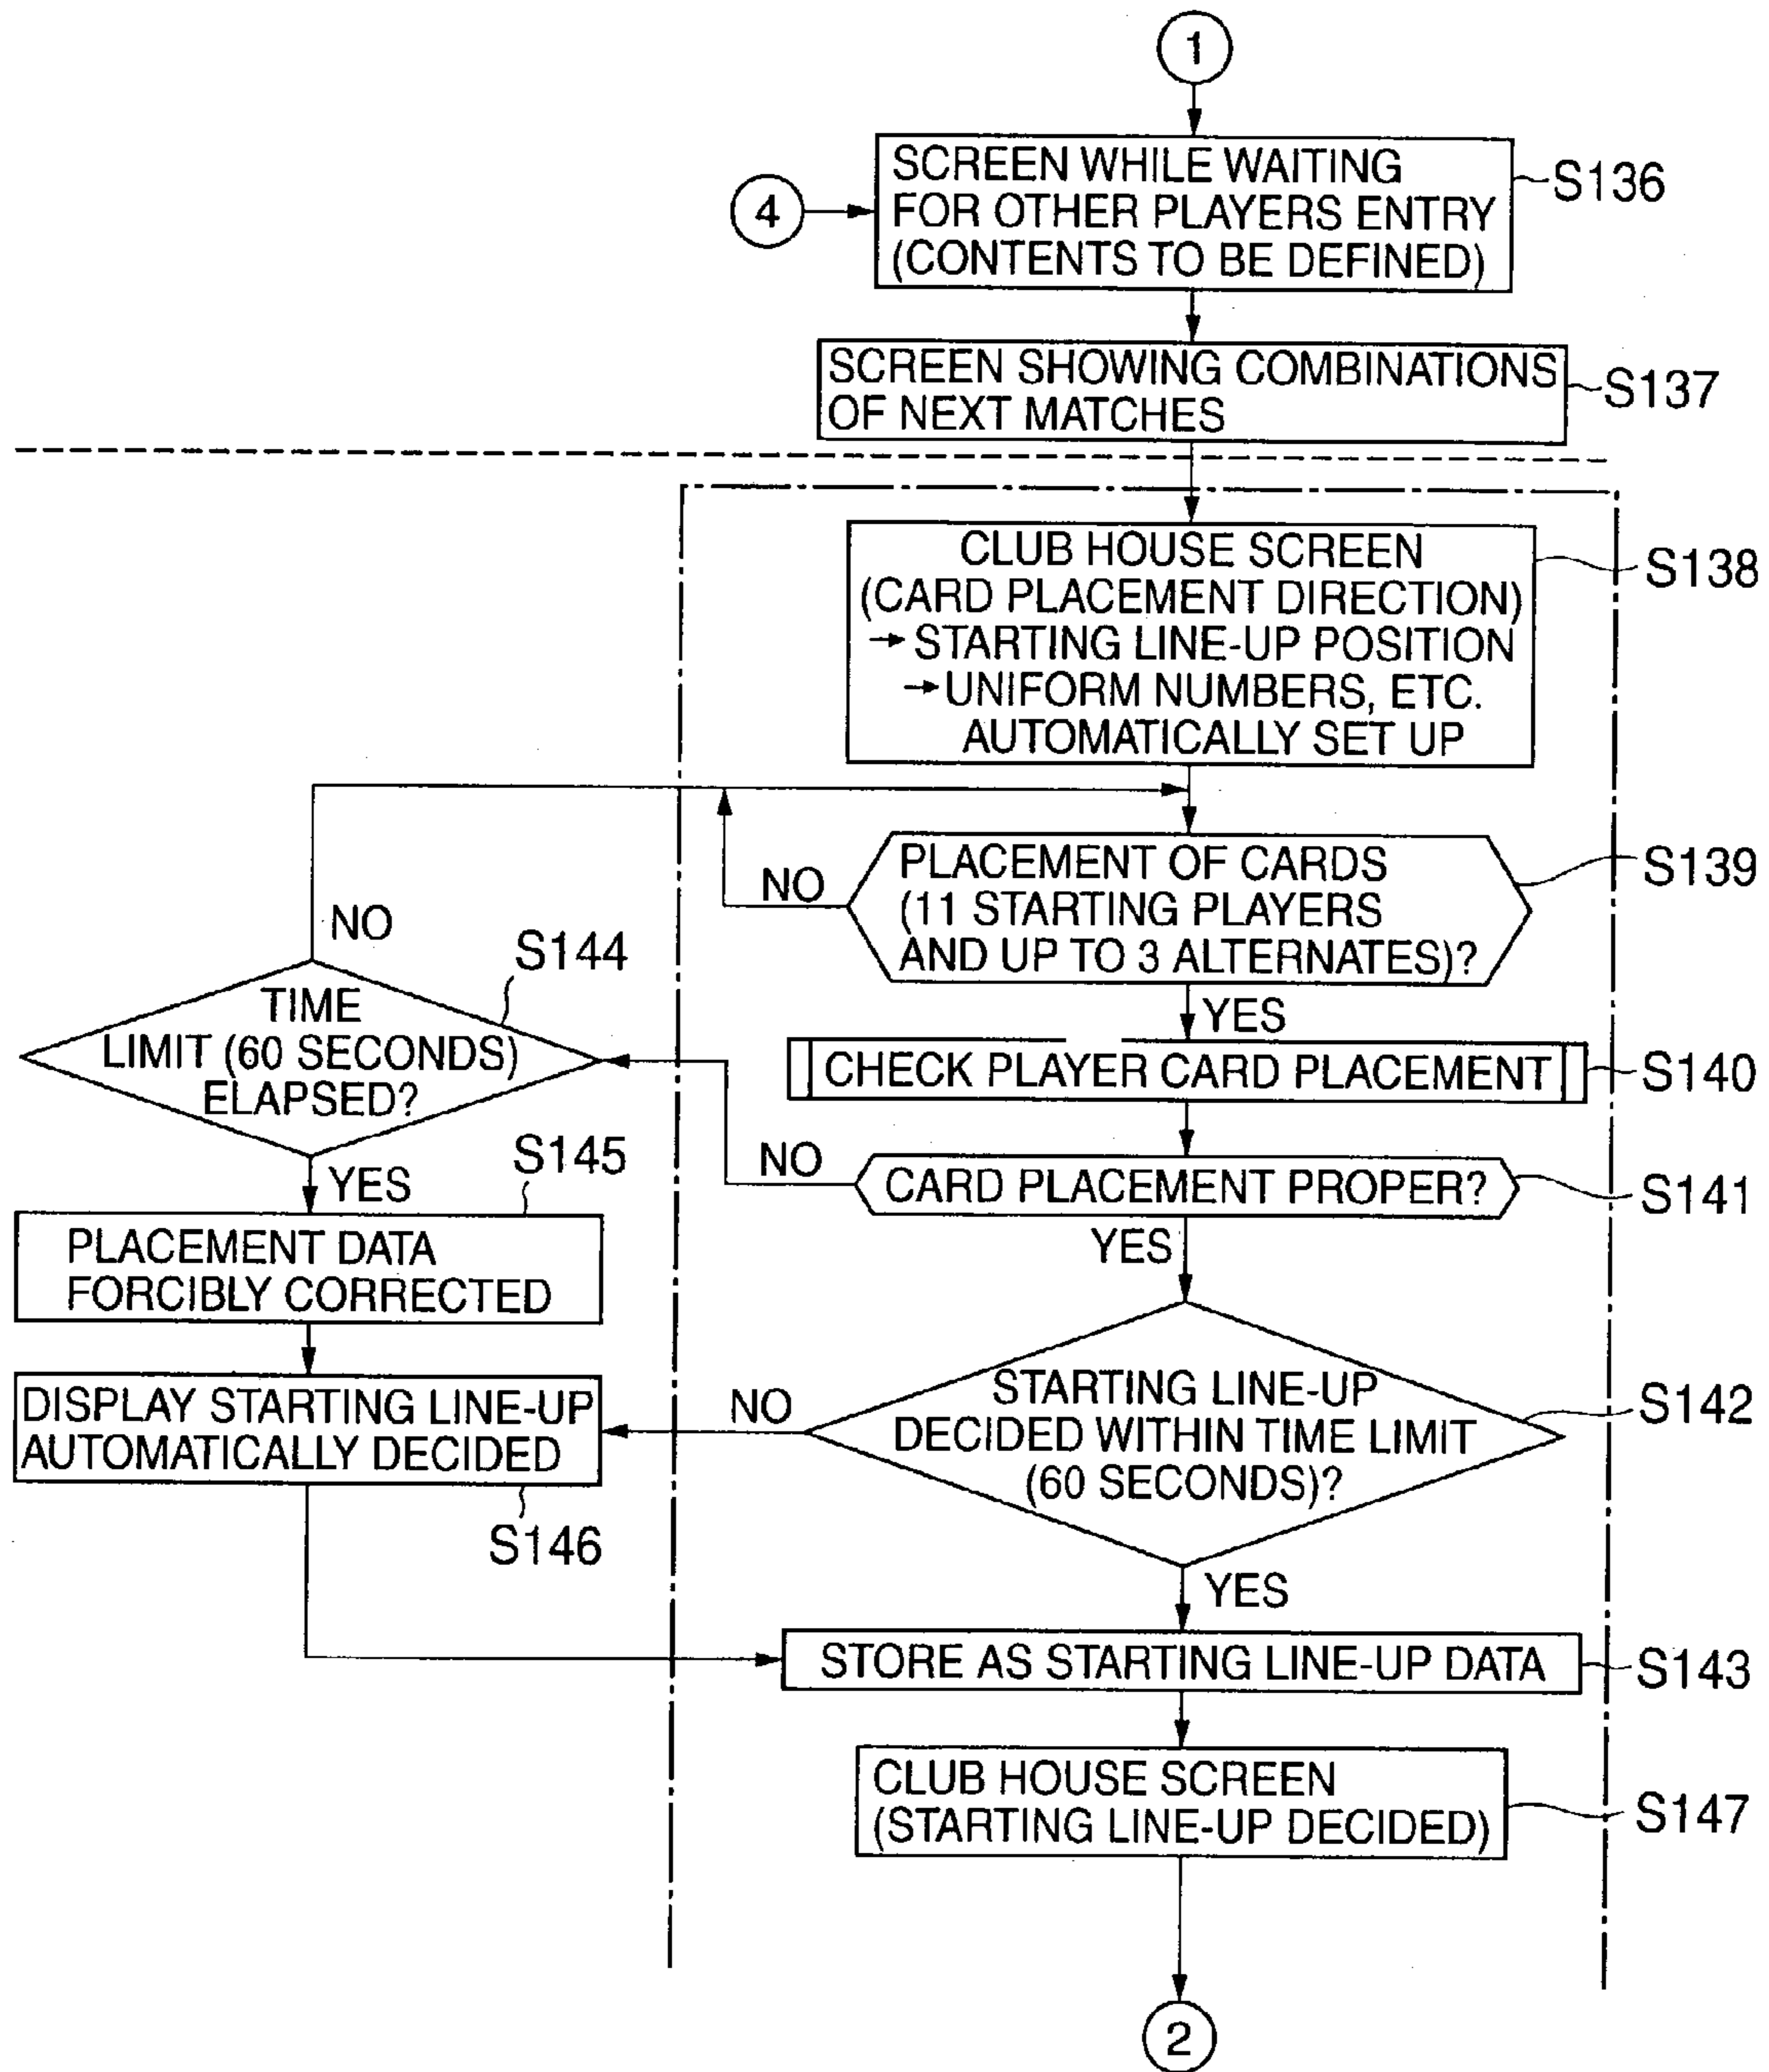 1
SCREEN WHILE WAITING
FOR OTHER PLAYERS ENTRY
(CONTENTS TO BE DEFINED)
S136
4
SCREEN SHOWING COMBINATIONS
OF NEXT MATCHES
S137
CLUB HOUSE SCREEN
(CARD PLACEMENT DIRECTION)
→ STARTING LINE-UP POSITION
→ UNIFORM NUMBERS, ETC.
AUTOMATICALLY SET UP
S138
PLACEMENT OF CARDS
(11 STARTING PLAYERS
AND UP TO 3 ALTERNATES)?
S139
NO
YES
NO
S144
TIME
LIMIT (60 SECONDS)
ELAPSED?
CHECK PLAYER CARD PLACEMENT
S140
NO
CARD PLACEMENT PROPER?
S141
YES
YES
S145
PLACEMENT DATA
FORCIBLY CORRECTED
STARTING LINE-UP
DECIDED WITHIN TIME LIMIT
(60 SECONDS)?
S142
NO
DISPLAY STARTING LINE-UP
AUTOMATICALLY DECIDED
S146
YES
STORE AS STARTING LINE-UP DATA
S143
CLUB HOUSE SCREEN
(STARTING LINE-UP DECIDED)
S147
2